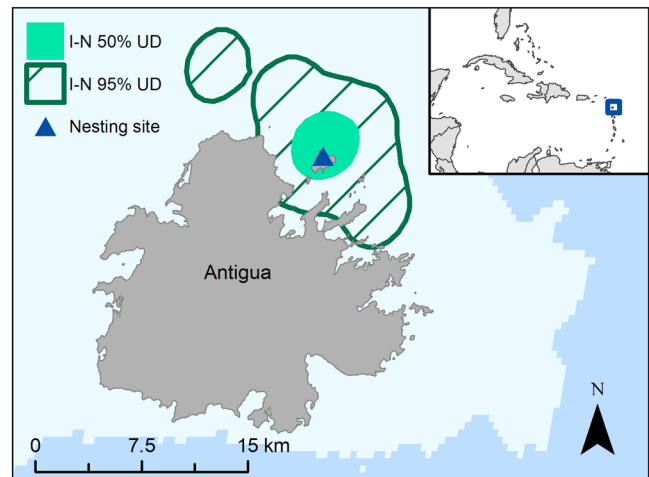 I-N 50% UD
I-N 95% UD
Nesting site
Antigua
N
0 7.5 15 km